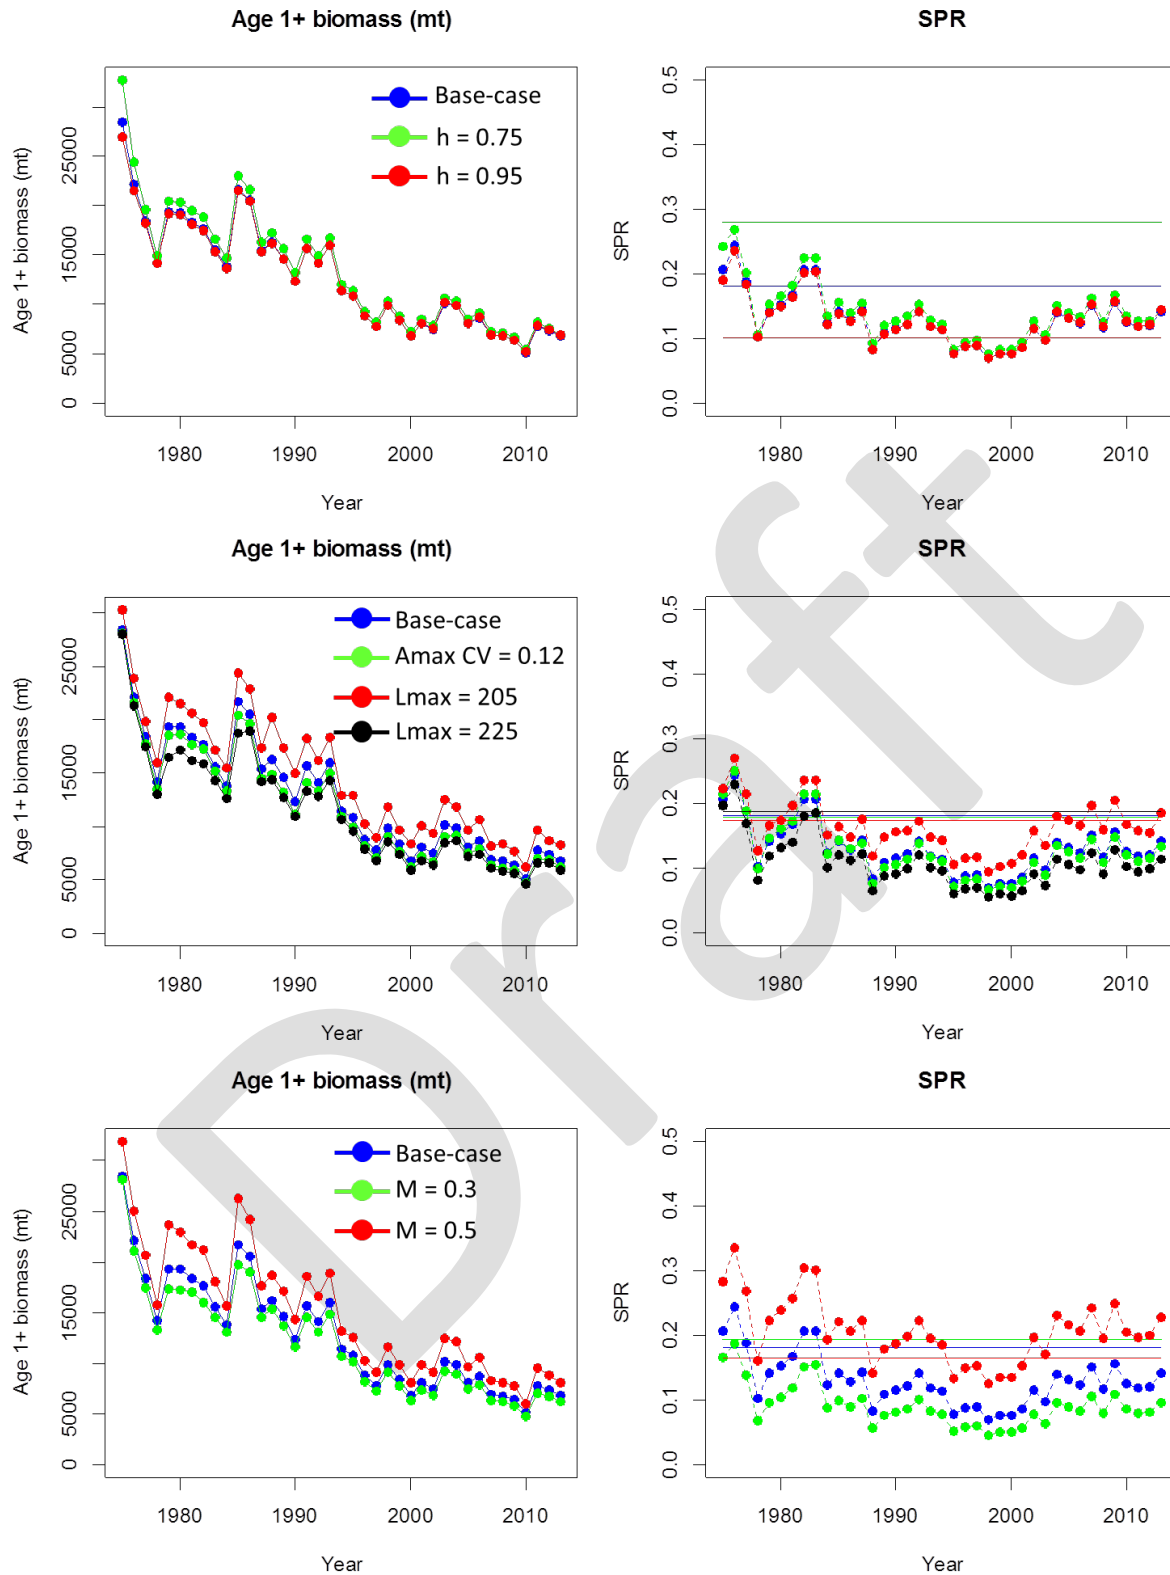 Age 1+ biomass (mt)
SPR
Age 1+ biomass (mt)
0 5000 15000 25000
Base-case
h = 0.75
h = 0.95
1980 1990 2000 2010
Year
SPR
0.0 0.1 0.2 0.3 0.4 0.5
1980 1990 2000 2010
Year
Age 1+ biomass (mt)
SPR
Age 1+ biomass (mt)
0 5000 15000 25000
Base-case
Amax CV = 0.12
Lmax = 205
Lmax = 225
1980 1990 2000 2010
Year
SPR
0.0 0.1 0.2 0.3 0.4 0.5
1980 1990 2000 2010
Year
Age 1+ biomass (mt)
SPR
Age 1+ biomass (mt)
0 5000 15000 25000
Base-case
M = 0.3
M = 0.5
1980 1990 2000 2010
Year
SPR
0.0 0.1 0.2 0.3 0.4 0.5
1980 1990 2000 2010
Year
Draft